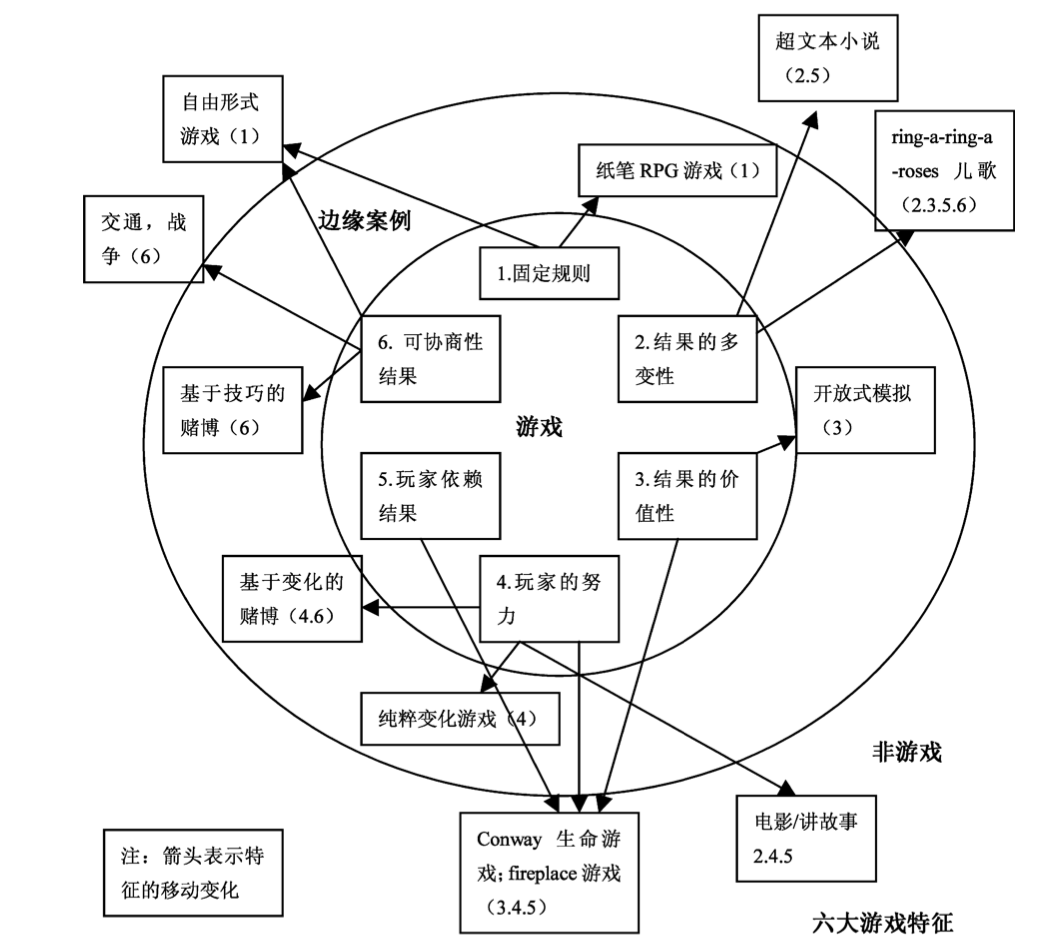 超文本小说
（2.5）
自由形式
游戏（1）
ring-a-ring-a
-roses 儿歌
（2.3.5.6）
纸笔 RPG 游戏（1）
交通，战
争（6）
边缘案例
1.固定规则
6. 可协商性
结果
2.结果的多
变性
基于技巧的
赌博（6）
开放式模拟
（3）
游戏
5.玩家依赖
结果
3.结果的价
值性
基于变化的
赌博（4.6）
4.玩家的努
力
纯粹变化游戏（4）
非游戏
Conway 生命游
戏；fireplace 游戏
（3.4.5）
电影/讲故事
2.4.5
注：箭头表示特
征的移动变化
六大游戏特征